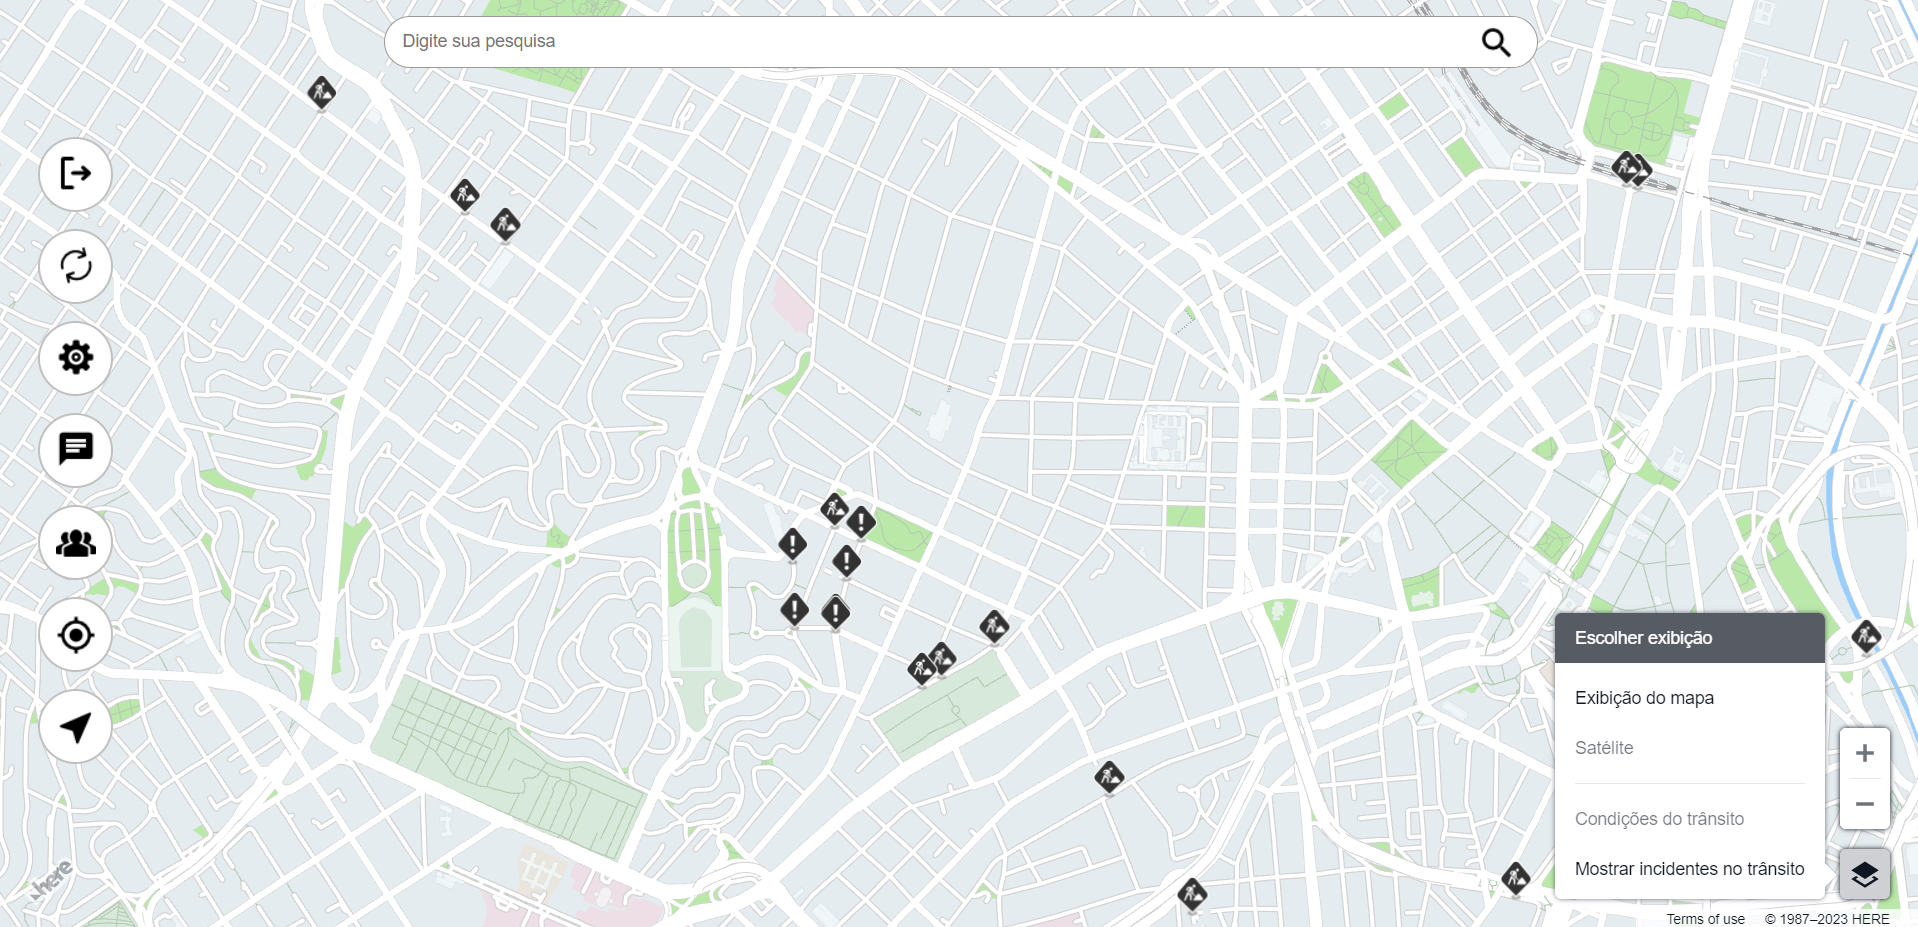 Digite sua pesquisa
Escolher exibição
Exibição do mapa
Satélite
Condições do trânsito
Mostrar incidentes no trânsito
here
Terms of use © 1987–2023 HERE